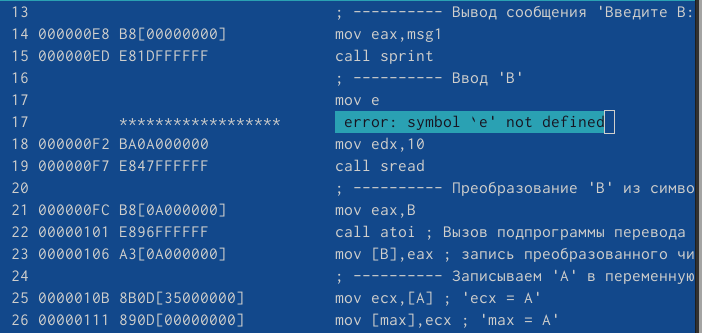 13 ; ---------- Вывод сообщения 'Введите B:
14 000000E8 B8[00000000] mov eax,msg1
15 000000ED E81DFFFFFF call sprint
16 ; ---------- Ввод 'B'
17 mov e
17 ****************** error: symbol `e' not defined
18 000000F2 BA0A000000 mov edx,10
19 000000F7 E847FFFFFF call sread
20 ; ---------- Преобразование 'B' из симво
21 000000FC B8[0A000000] mov eax,B
22 00000101 E896FFFFFF call atoi ; Вызов подпрограммы перевода
23 00000106 A3[0A000000] mov [B],eax ; запись преобразованного чи
24 ; ---------- Записываем 'A' в переменную
25 0000010B 8B0D[35000000] mov ecx,[A] ; 'ecx = A'
26 00000111 890D[00000000] mov [max],ecx ; 'max = A'